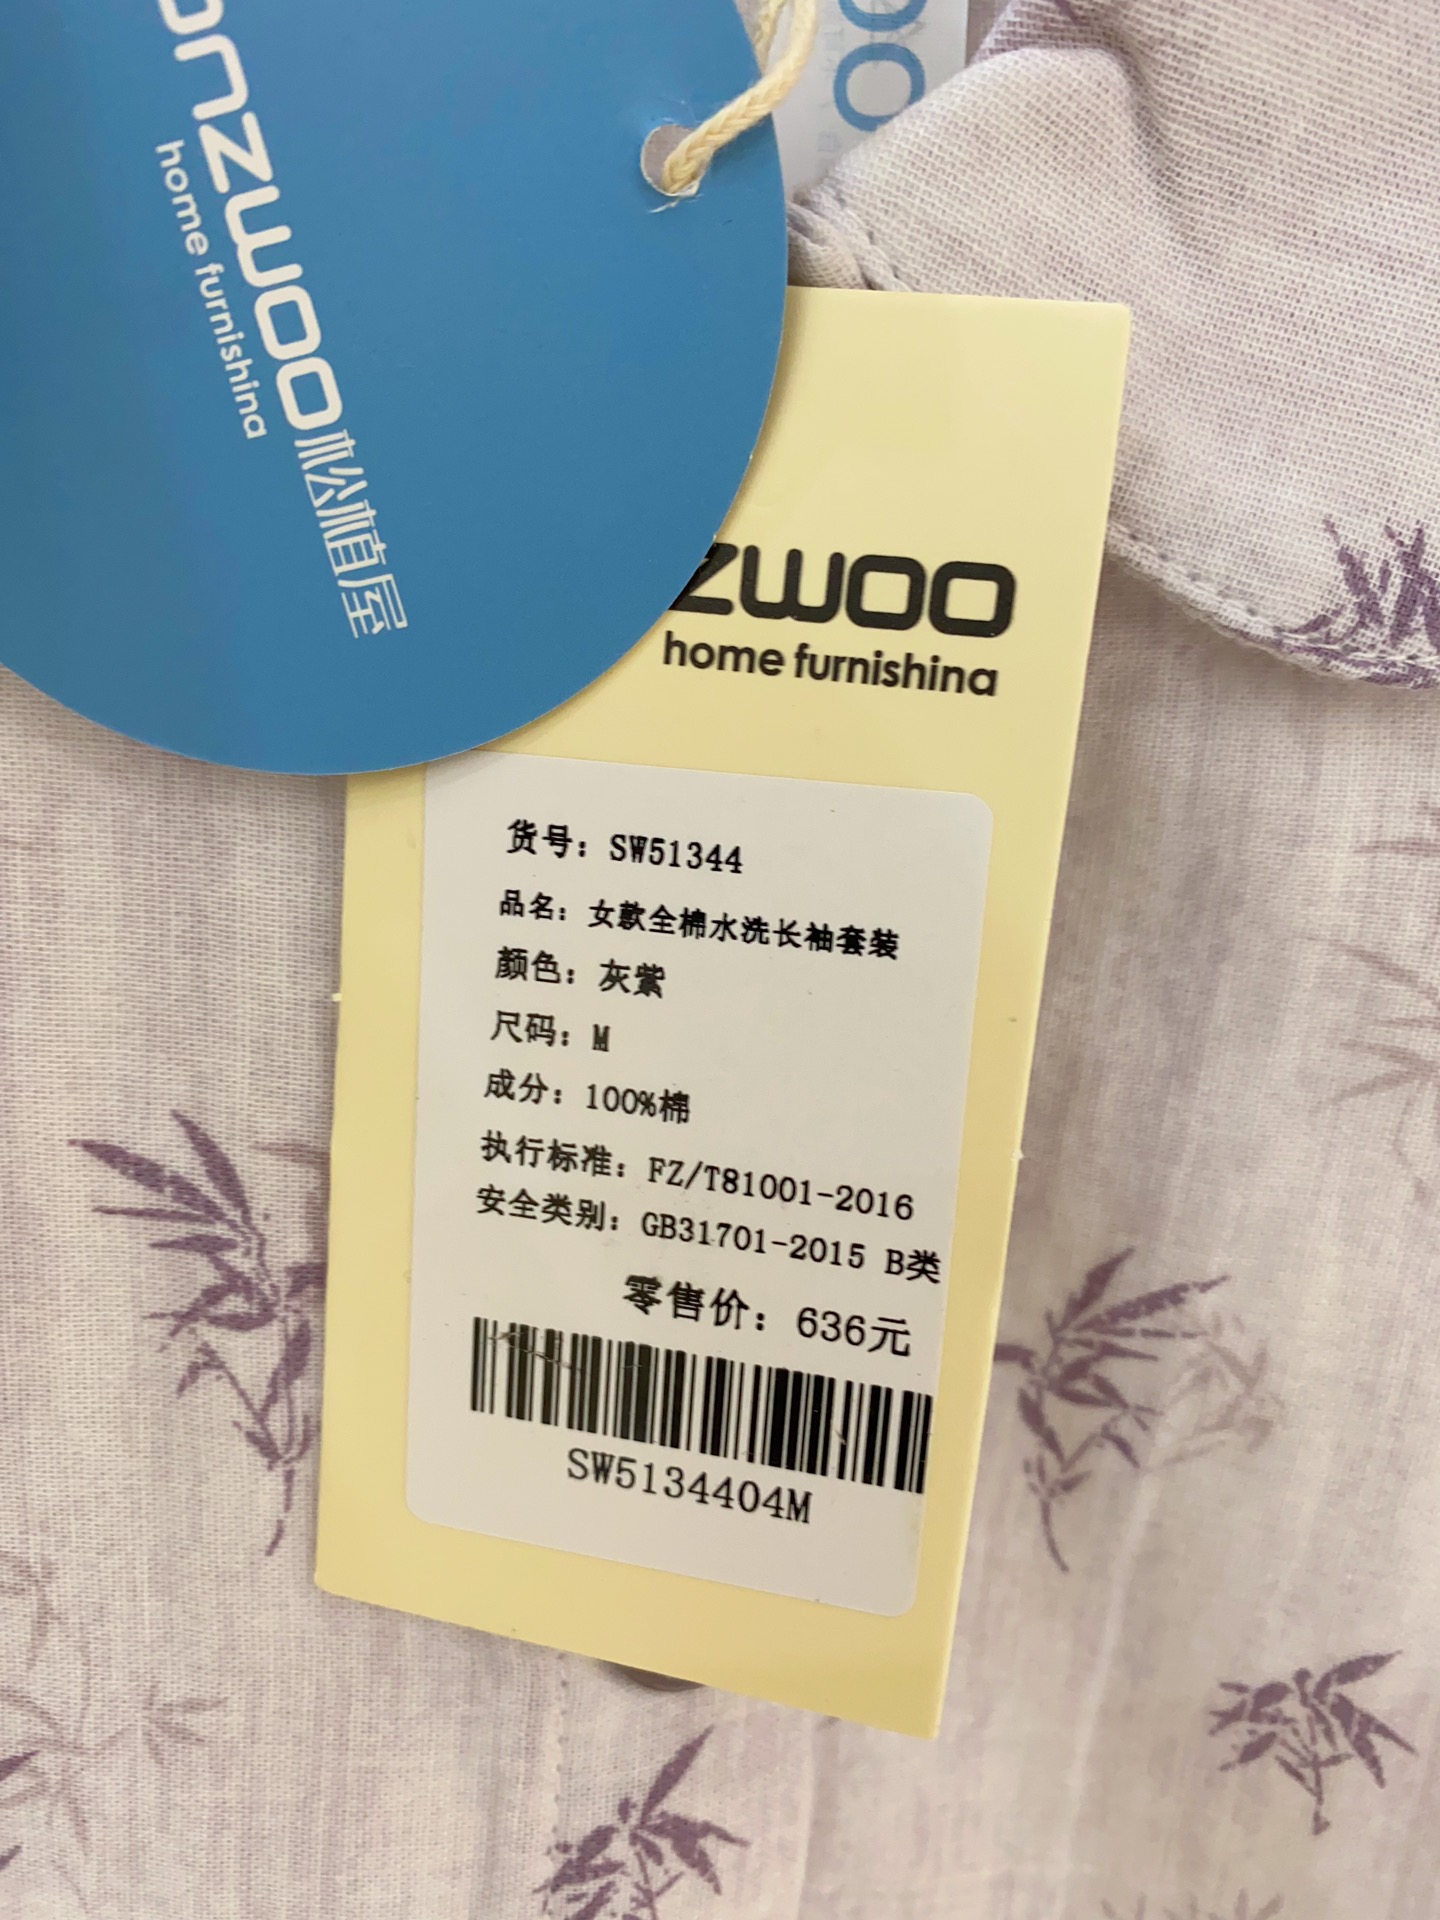 onzwoo松植屋
home furnishing
zwoo
home furnishing
货号：SW51344
品名：女款全棉水洗长袖套装
颜色：灰紫
尺码：M
成分：100%棉
执行标准：FZ/T81001-2016
安全类别：GB31701-2015 B类
零售价：636元
SW5134404M